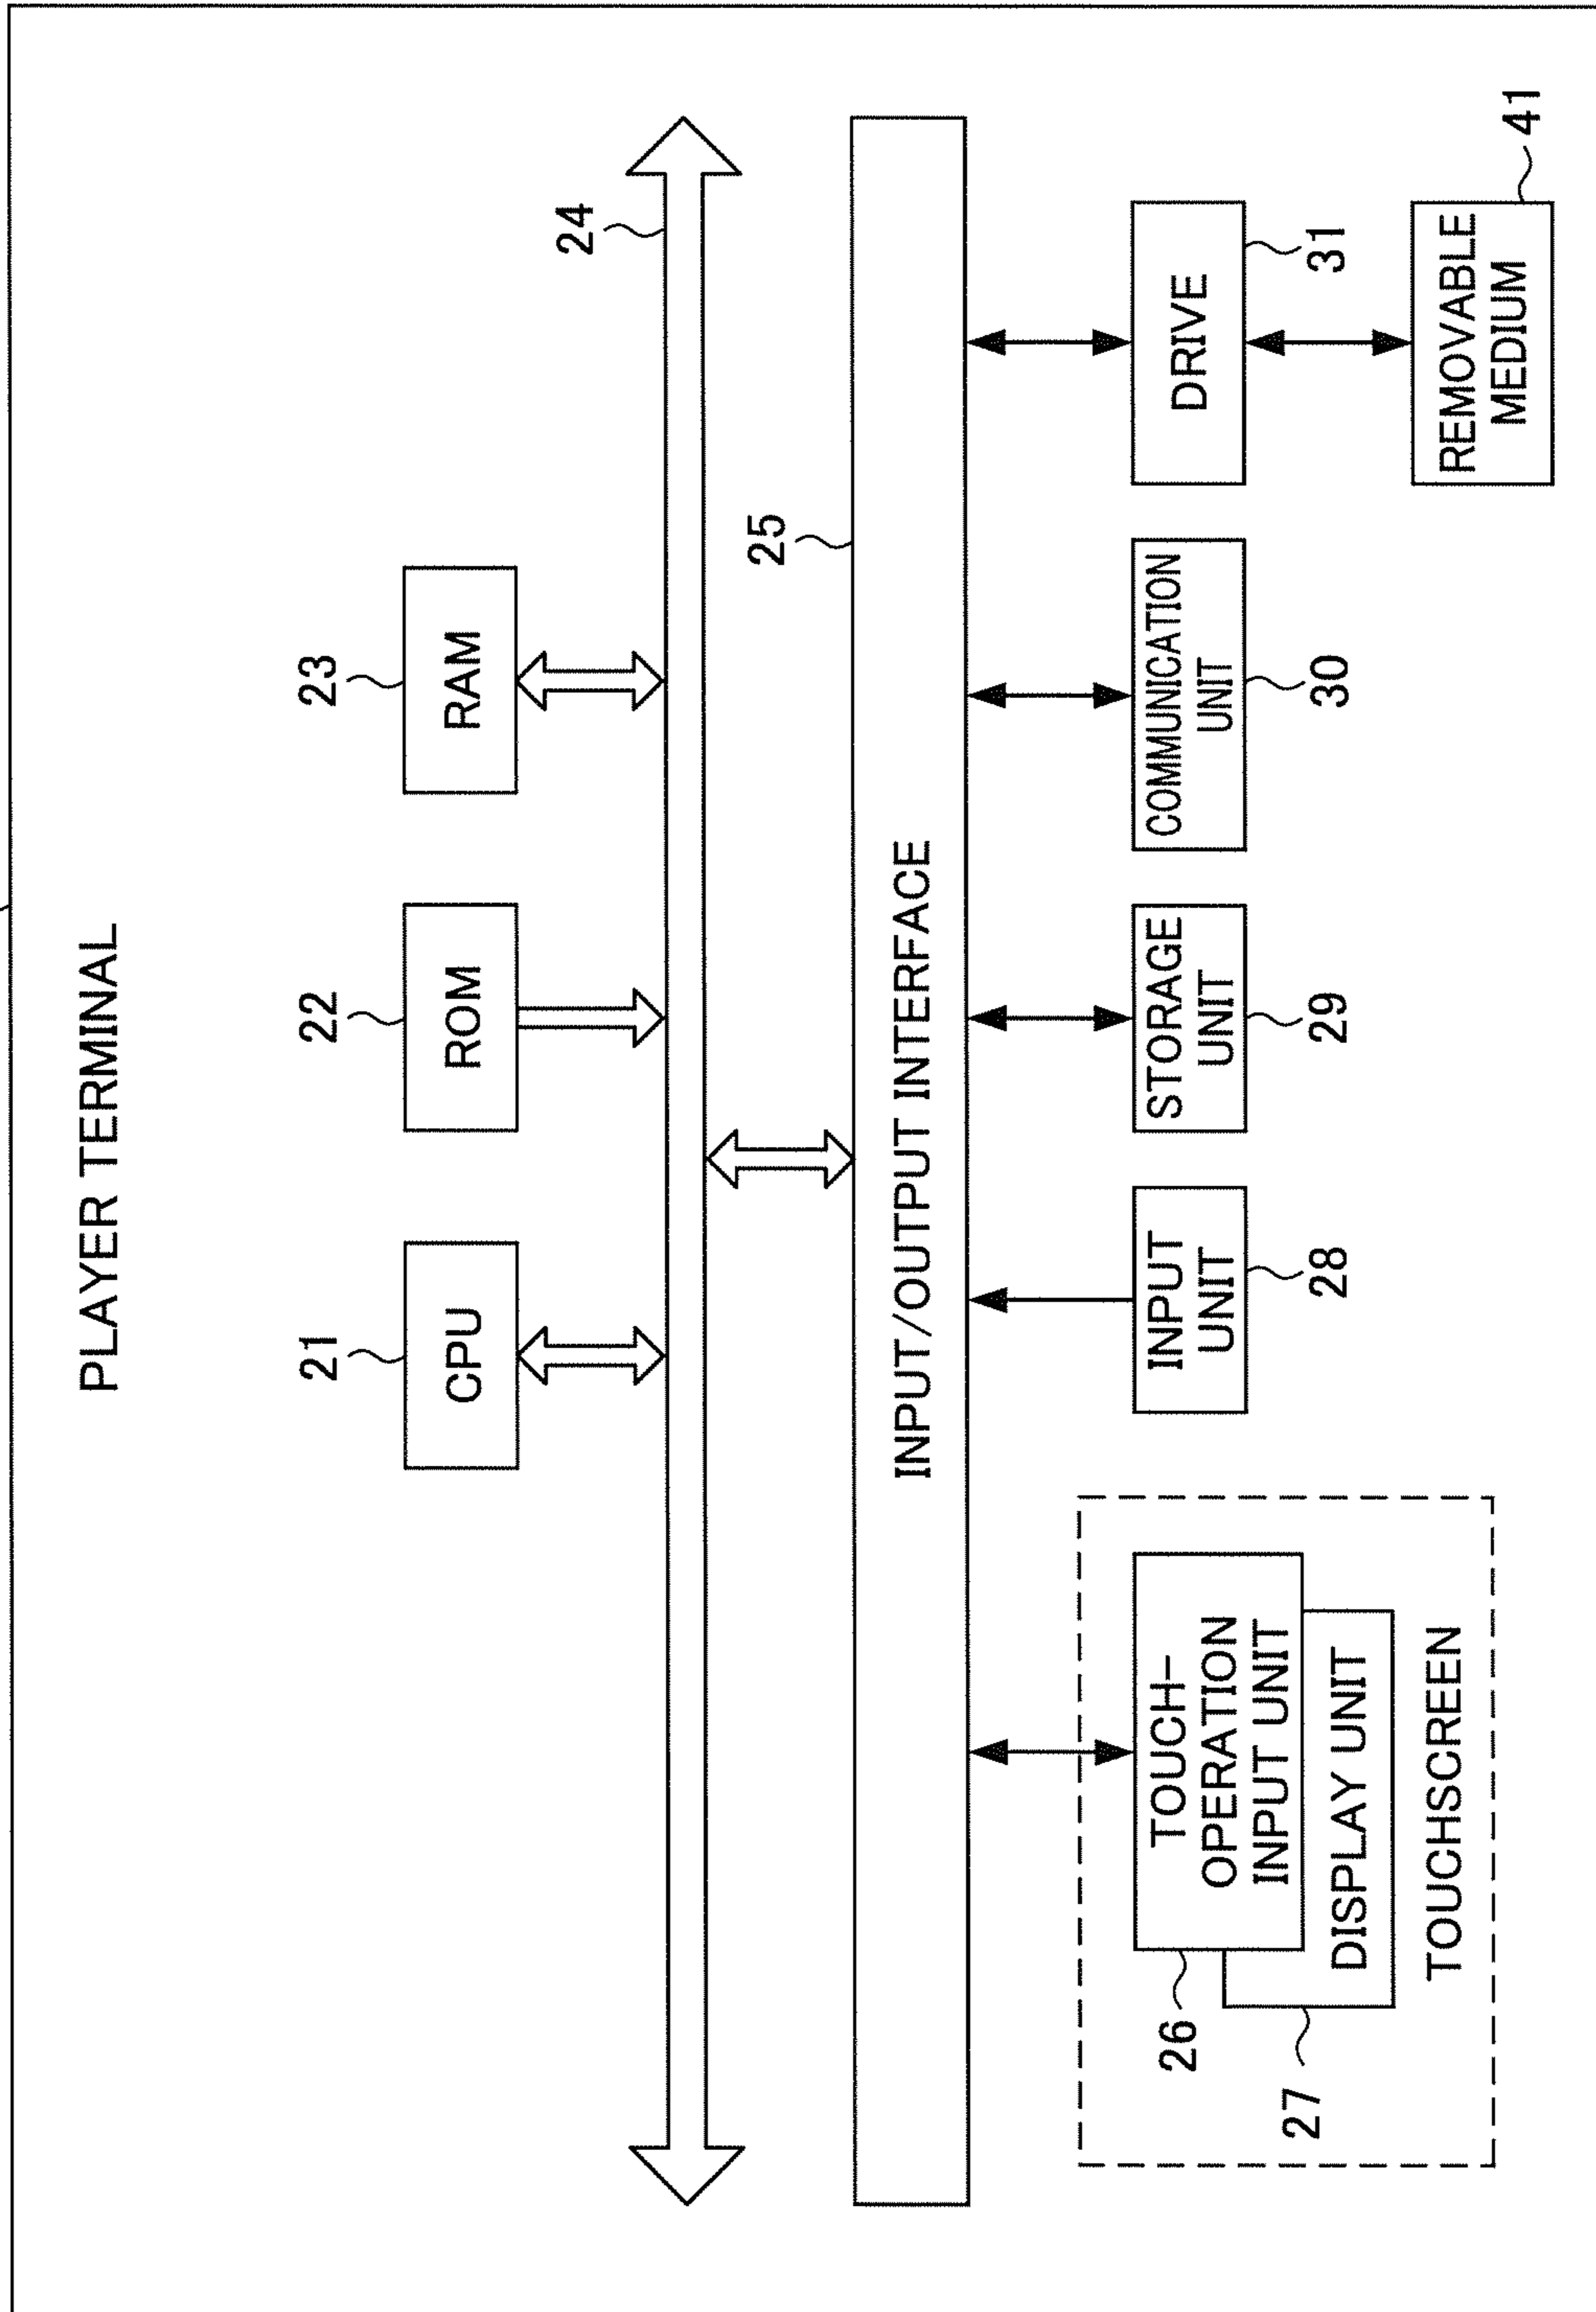 PLAYER TERMINAL
21
22
23
CPU
ROM
RAM
24
25
INPUT/OUTPUT INTERFACE
TOUCH-
OPERATION
INPUT UNIT
26
DISPLAY UNIT
27
TOUCHSCREEN
INPUT
UNIT
28
STORAGE
UNIT
29
COMMUNICATION
UNIT
30
DRIVE
31
REMOVABLE
MEDIUM
41